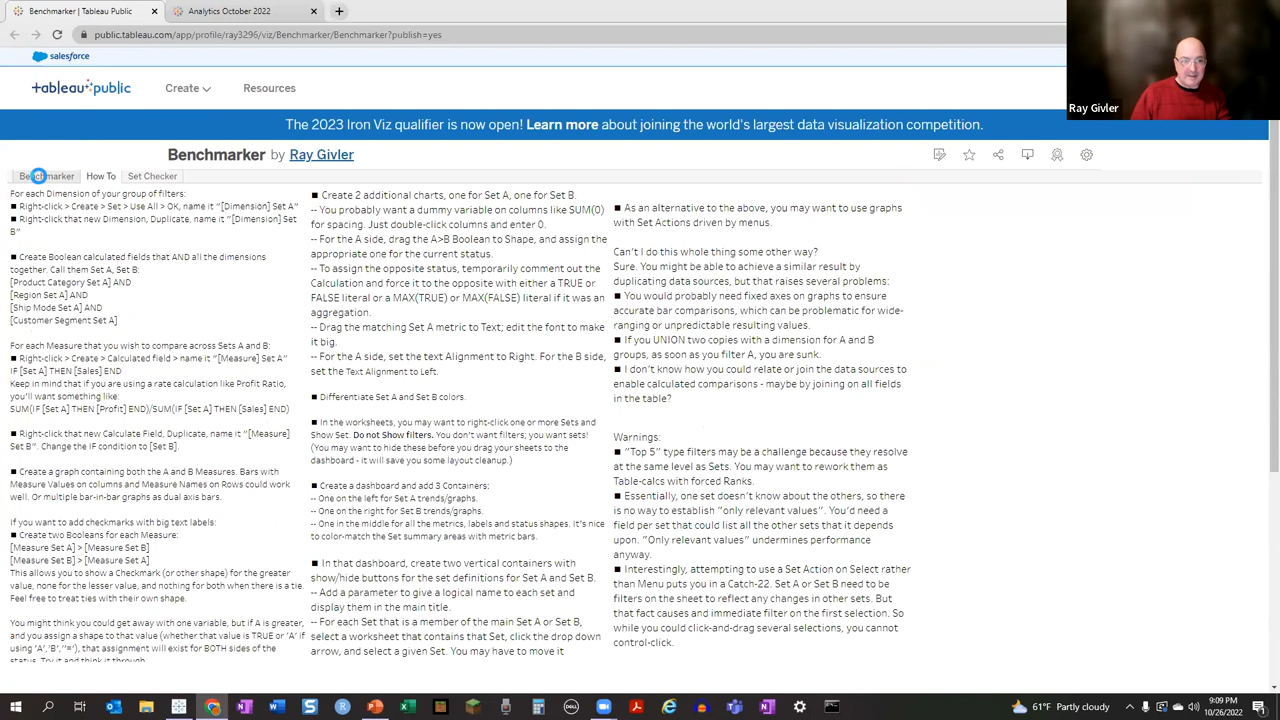 Benchmarker | Tableau Public
Analytics October 2022
public.tableau.com/app/profile/ray3296/viz/Benchmarker/Benchmarker?publish=yes
salesforce
tableau public
Create
Resources
Ray Givler
The 2023 Iron Viz qualifier is now open! Learn more about joining the world's largest data visualization competition.
Benchmarker by Ray Givler
Benchmarker
How To
Set Checker
For each Dimension of your group of filters:
■ Right-click > Create > Set > Use All > OK, name it "[Dimension] Set A"
■ Right-click that new Dimension, Duplicate, name it "[Dimension] Set
B"
■ Create Boolean calculated fields that AND all the dimensions
together. Call them Set A, Set B:
[Product Category Set A] AND
[Region Set A] AND
[Ship Mode Set A] AND
[Customer Segment Set A]
For each Measure that you wish to compare across Sets A and B:
■ Right-click > Create > Calculated field > name it "[Measure] Set A"
IF [Set A] THEN [Sales] END
Keep in mind that if you are using a rate calculation like Profit Ratio,
you'll want something like:
SUM(IF [Set A] THEN [Profit] END)/SUM(IF [Set A] THEN [Sales] END)
■ Right-click that new Calculate Field, Duplicate, name it "[Measure]
Set B". Change the IF condition to [Set B].
■ Create a graph containing both the A and B Measures. Bars with
Measure Values on columns and Measure Names on Rows could work
well. Or multiple bar-in-bar graphs as dual axis bars.
If you want to add checkmarks with big text labels:
■ Create two Booleans for each Measure:
[Measure Set A] > [Measure Set B]
[Measure Set B] > [Measure Set A]
This allows you to show a Checkmark (or other shape) for the greater
value, none for the lesser value, and nothing for both when there is a tie.
Feel free to treat ties with their own shape.
You might think you could get away with one variable, but if A is greater,
and you assign a shape to that value (whether that value is TRUE or 'A' if
using 'A','B','='), that assignment will exist for BOTH sides of the
status. Try it and think it through.
■ Create 2 additional charts, one for Set A, one for Set B.
-- You probably want a dummy variable on columns like SUM(0)
for spacing. Just double-click columns and enter 0.
-- For the A side, drag the A>B Boolean to Shape, and assign the
appropriate one for the current status.
-- To assign the opposite status, temporarily comment out the
Calculation and force it to the opposite with either a TRUE or
FALSE literal or a MAX(TRUE) or MAX(FALSE) literal if it was an
aggregation.
-- Drag the matching Set A metric to Text; edit the font to make
it big.
-- For the A side, set the text Alignment to Right. For the B side,
set the Text Alignment to Left.
■ Differentiate Set A and Set B colors.
■ In the worksheets, you may want to right-click one or more Sets and
Show Set. Do not Show filters. You don't want filters; you want sets!
(You may want to hide these before you drag your sheets to the
dashboard - it will save you some layout cleanup.)
■ Create a dashboard and add 3 Containers:
-- One on the left for Set A trends/graphs.
-- One on the right for Set B trends/graphs.
-- One in the middle for all the metrics, labels and status shapes. It's nice
to color-match the Set summary areas with metric bars.
■ In that dashboard, create two vertical containers with
show/hide buttons for the set definitions for Set A and Set B.
-- Add a parameter to give a logical name to each set and
display them in the main title.
-- For each Set that is a member of the main Set A or Set B,
select a worksheet that contains that Set, click the drop down
arrow, and select a given Set. You may have to move it
■ As an alternative to the above, you may want to use graphs
with Set Actions driven by menus.
Can't I do this whole thing some other way?
Sure. You might be able to achieve a similar result by
duplicating data sources, but that raises several problems:
■ You would probably need fixed axes on graphs to ensure
accurate bar comparisons, which can be problematic for wide-
ranging or unpredictable resulting values.
■ If you UNION two copies with a dimension for A and B
groups, as soon as you filter A, you are sunk.
■ I don't know how you could relate or join the data sources to
enable calculated comparisons - maybe by joining on all fields
in the table?
Warnings:
■ "Top 5" type filters may be a challenge because they resolve
at the same level as Sets. You may want to rework them as
Table-calcs with forced Ranks.
■ Essentially, one set doesn't know about the others, so there
is no way to establish "only relevant values". You'd need a
field per set that could list all the other sets that it depends
upon. "Only relevant values" undermines performance
anyway.
■ Interestingly, attempting to use a Set Action on Select rather
than Menu puts you in a Catch-22. Set A or Set B need to be
filters on the sheet to reflect any changes in other sets. But
that fact causes and immediate filter on the first selection. So
while you could click-and-drag several selections, you cannot
control-click.
61°F Partly cloudy
9:09 PM
10/26/2022